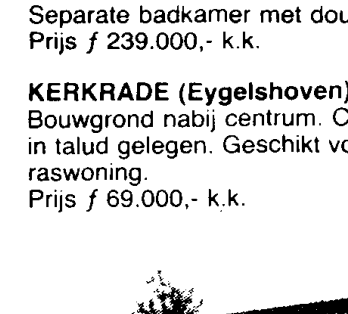 Separate badkamer met dou
Prijs ƒ 239.000,- k.k.
KERKRADE (Eygelshoven)
Bouwgrond nabij centrum.
in talud gelegen. Geschikt
raswoning.
Prijs ƒ 69.000,- k.k.